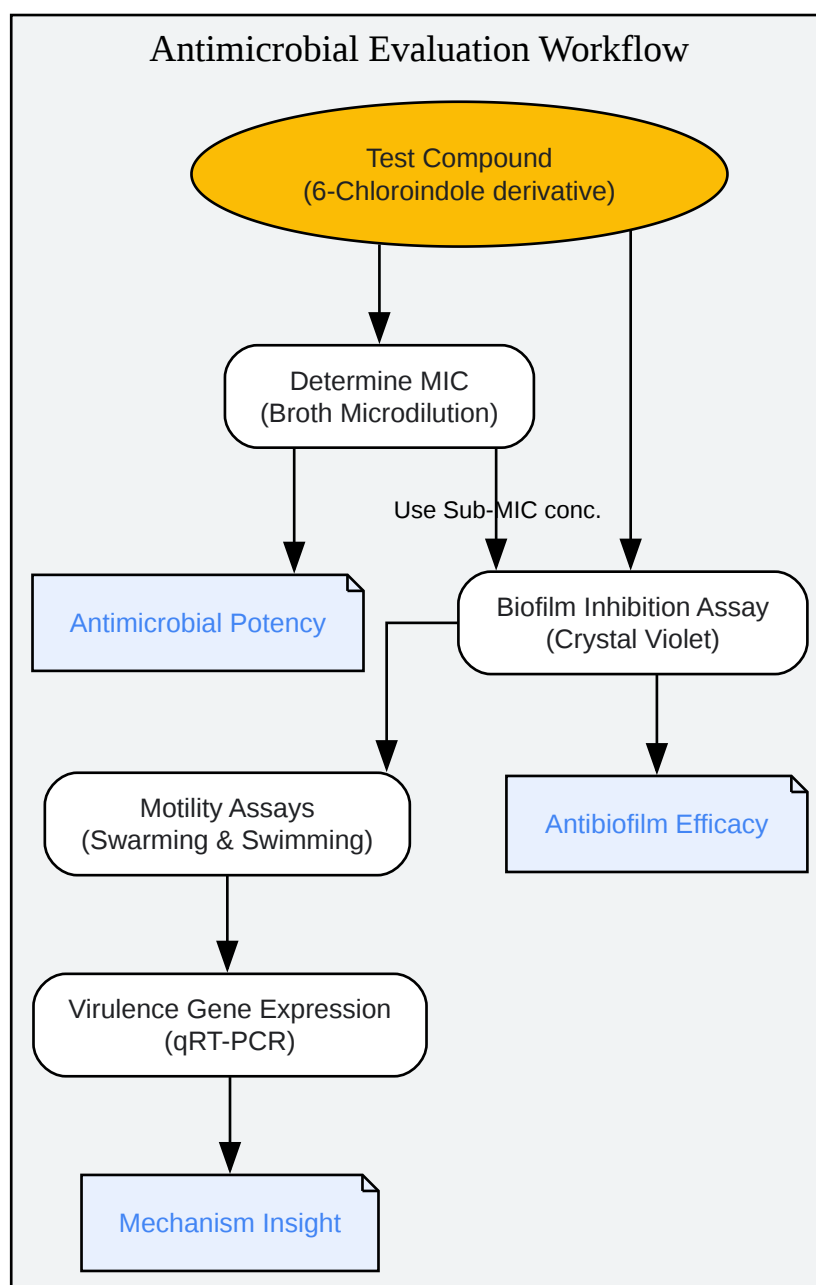 Antimicrobial Evaluation Workflow
Test Compound
(6-Chloroindole derivative)
Determine MIC
(Broth Microdilution)
Use Sub-MIC conc.
Antimicrobial Potency
Biofilm Inhibition Assay
(Crystal Violet)
Motility Assays
(Swarming & Swimming)
Antibiofilm Efficacy
Virulence Gene Expression
(qRT-PCR)
Mechanism Insight